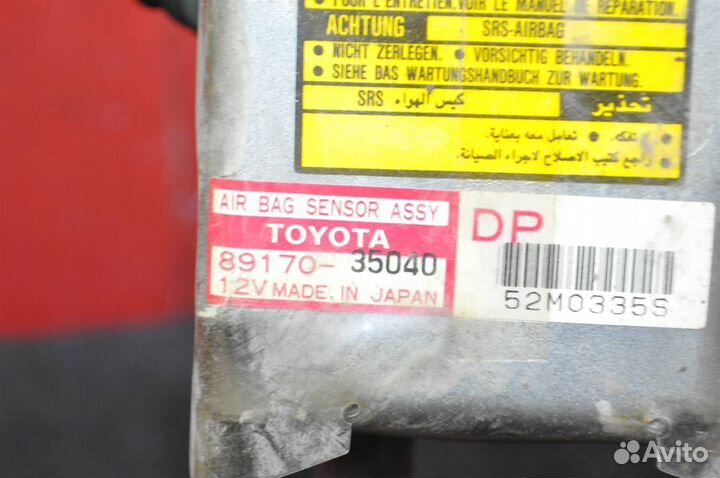 • POUR L'ENTRETIEN, VOIR LE MANUEL DE REPARATION.
ACHTUNG SRS-AIRBAG
• NICHT ZERLEGEN. • VORSICHTIG BEHANDELN.
• SIEHE DAS WARTUNGSHANDBUCH ZUR WARTUNG.
تحذير كيس الهواء SRS
• لا تفكه. • تعامل معه بعناية.
• راجع كتيب الاصلاح لاجراء الصيانة.
AIR BAG SENSOR ASSY
TOYOTA
89170-35040
12V MADE IN JAPAN
DP
52M0335S
Avito